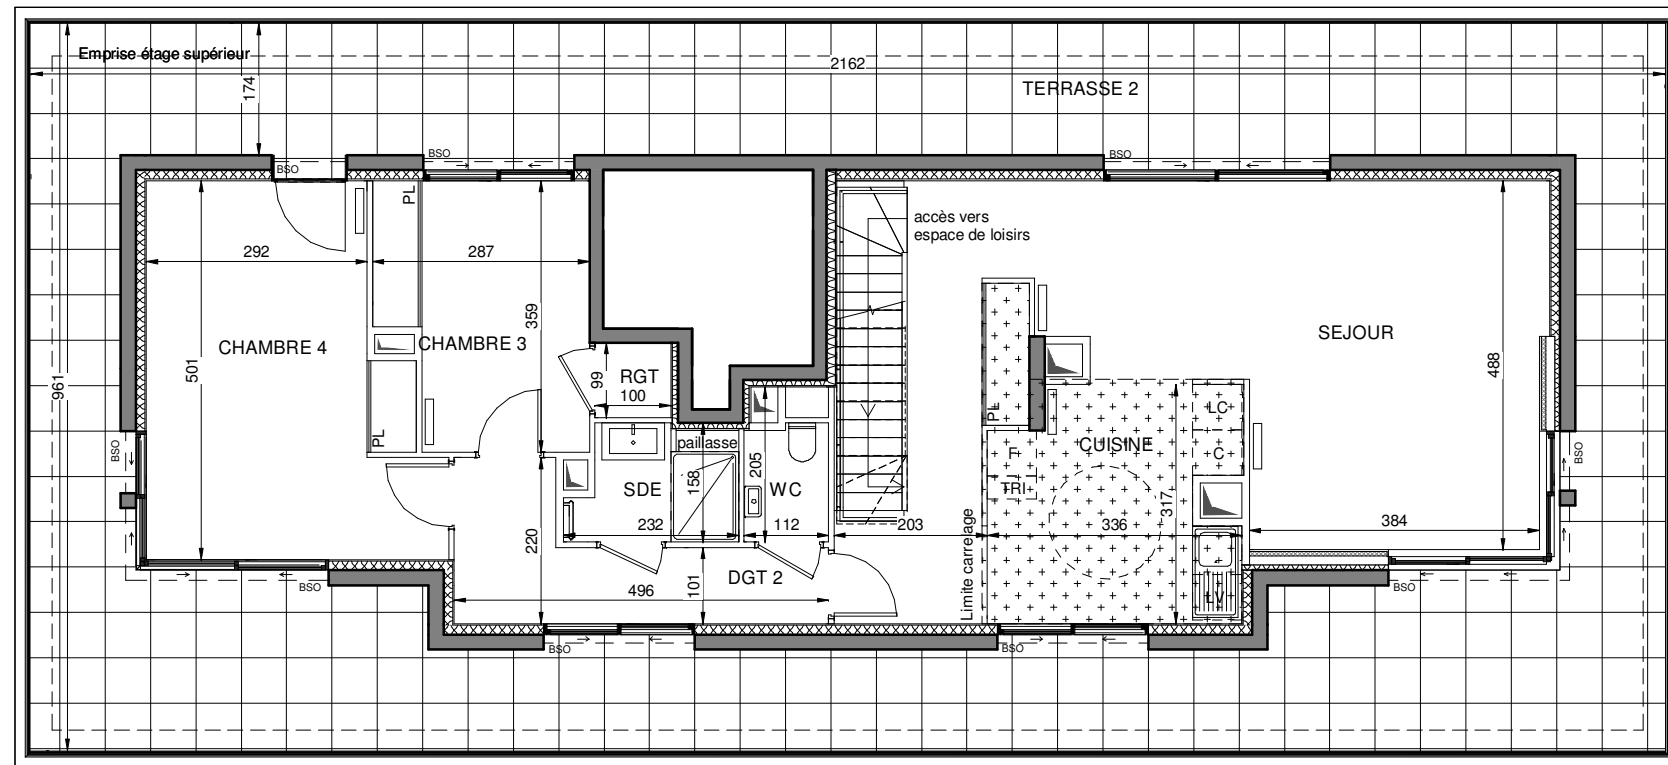 Emprise étage supérieur
2162
174
TERRASSE 2
BSO
BSO
BSO
PL
accès vers
espace de loisirs
292
287
359
CHAMBRE 4
CHAMBRE 3
SEJOUR
501
961
488
RGT
99
100
PL
PL
LC
CUISINE
C
F
TRI
paillasse
BSO
BSO
SDE
158
205
WC
317
232
112
203
336
384
220
Limite carrelage
DGT 2
101
496
LV
BSO
BSO
BSO
BSO